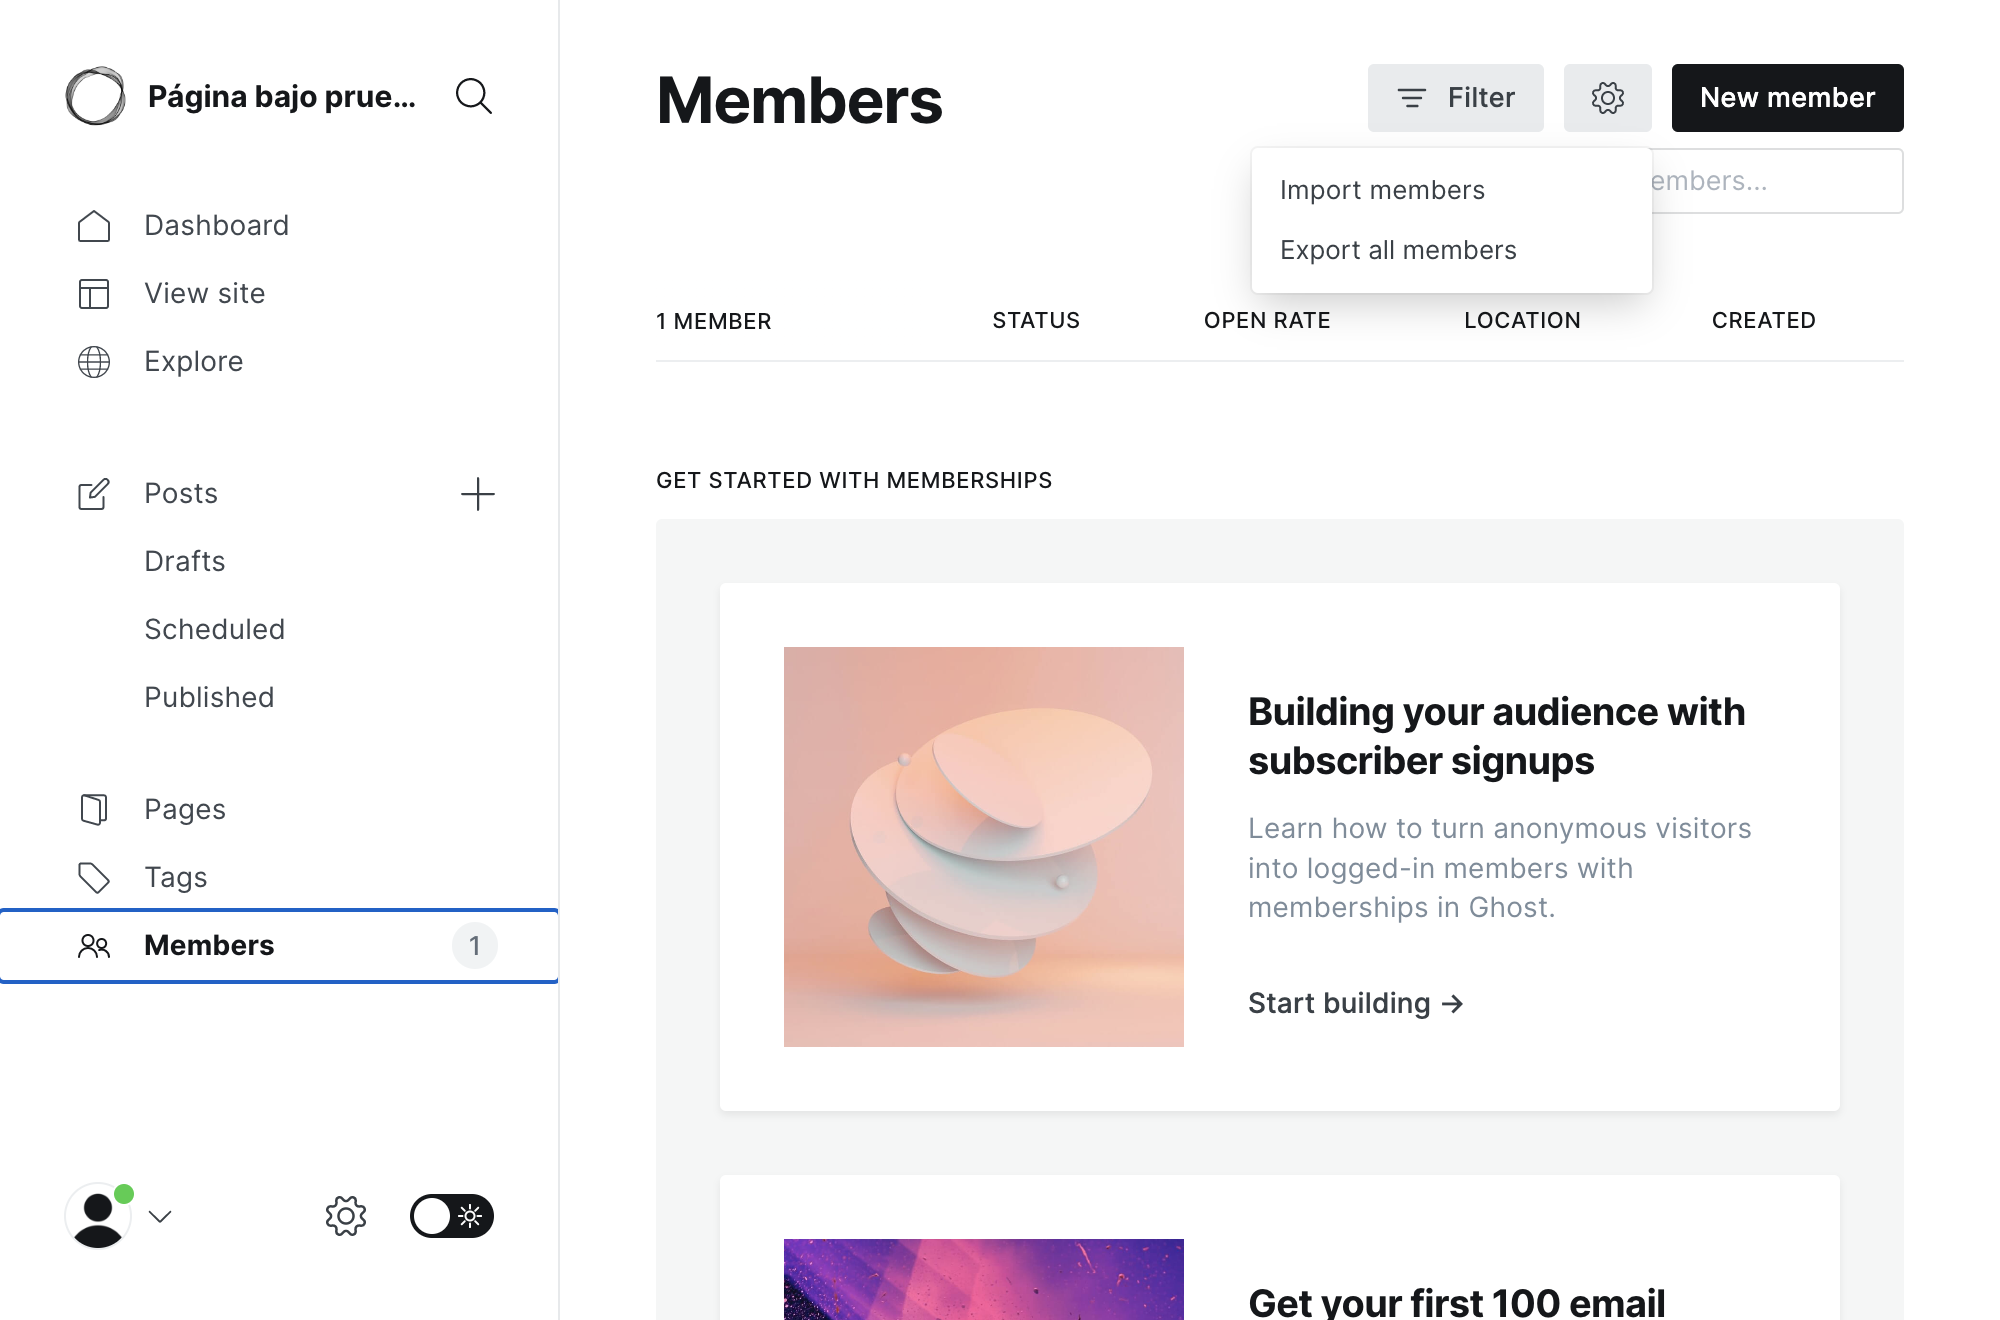 Página bajo prue...
Dashboard
View site
Explore
Posts
Drafts
Scheduled
Published
Pages
Tags
Members
1
Members
Filter
New member
Import members
Export all members
embers...
1 MEMBER
STATUS
OPEN RATE
LOCATION
CREATED
GET STARTED WITH MEMBERSHIPS
Building your audience with
subscriber signups
Learn how to turn anonymous visitors
into logged-in members with
memberships in Ghost.
Start building →
Get your first 100 email